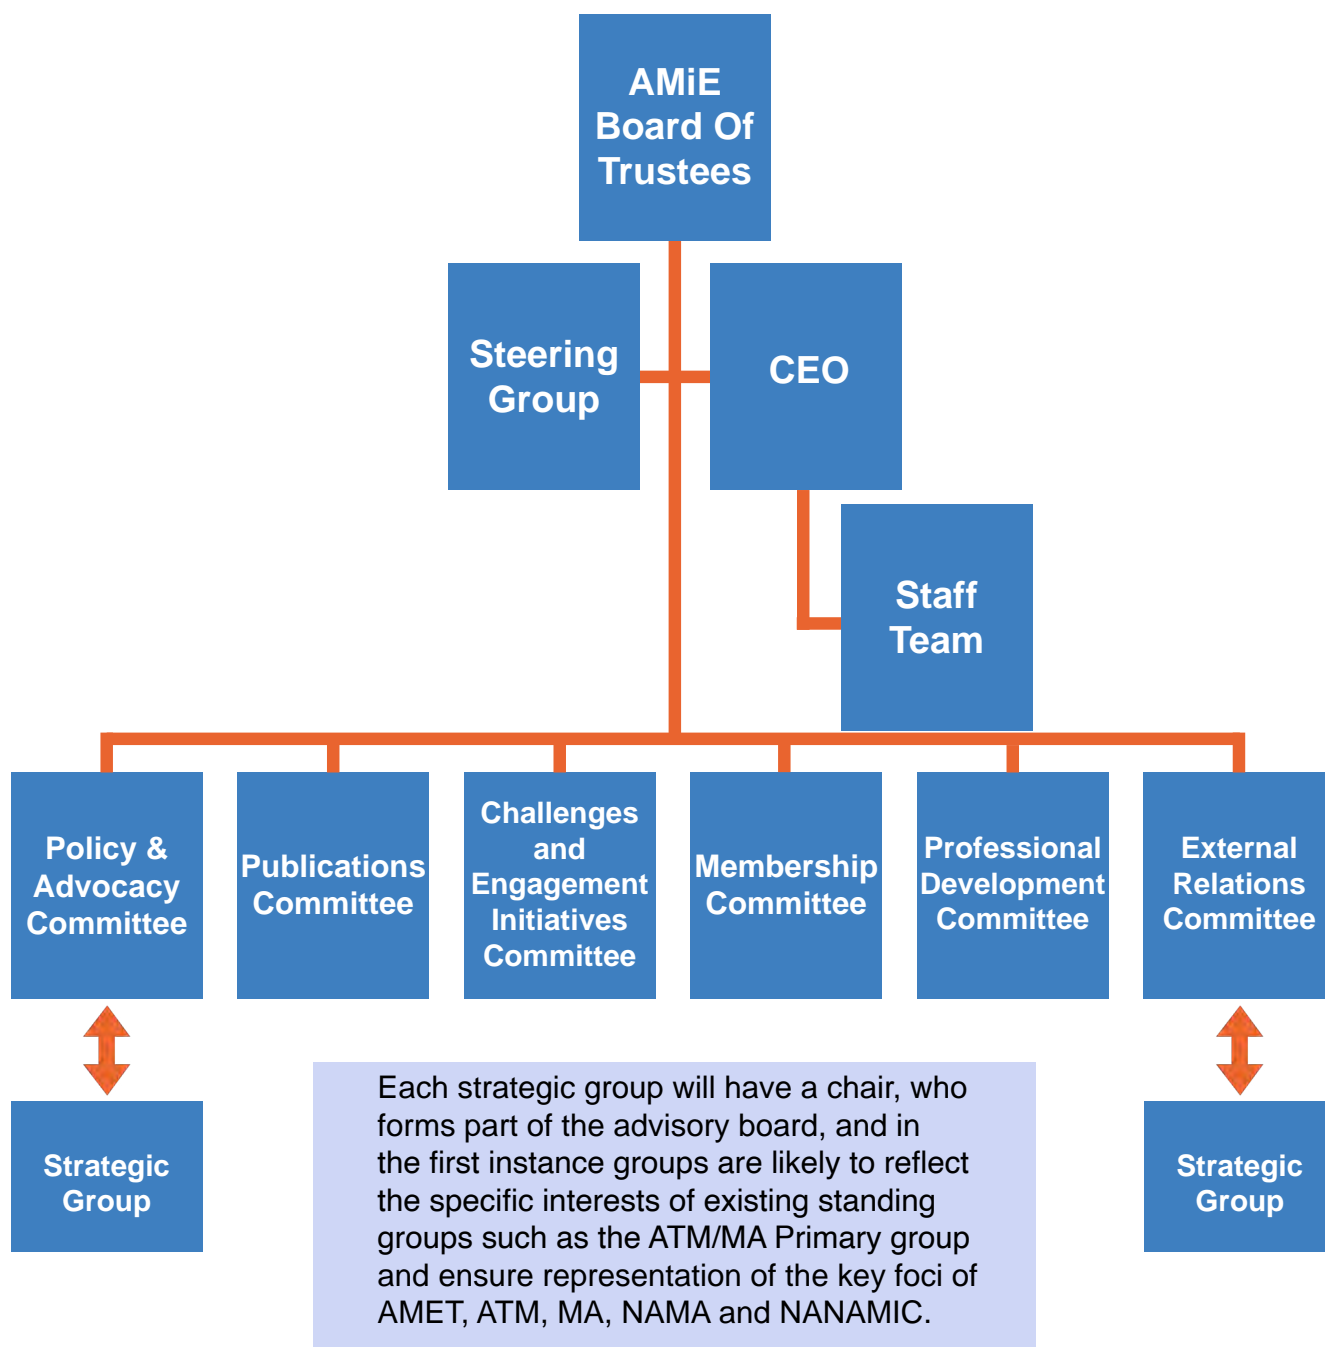 AMiE
Board Of
Trustees
Steering
Group
CEO
Staff
Team
Policy &
Advocacy
Committee
Publications
Committee
Challenges
and
Engagement
Initiatives
Committee
Membership
Committee
Professional
Development
Committee
External
Relations
Committee
Strategic
Group
Each strategic group will have a chair, who
forms part of the advisory board, and in
the first instance groups are likely to reflect
the specific interests of existing standing
groups such as the ATM/MA Primary group
and ensure representation of the key foci of
AMET, ATM, MA, NAMA and NANAMIC.
Strategic
Group